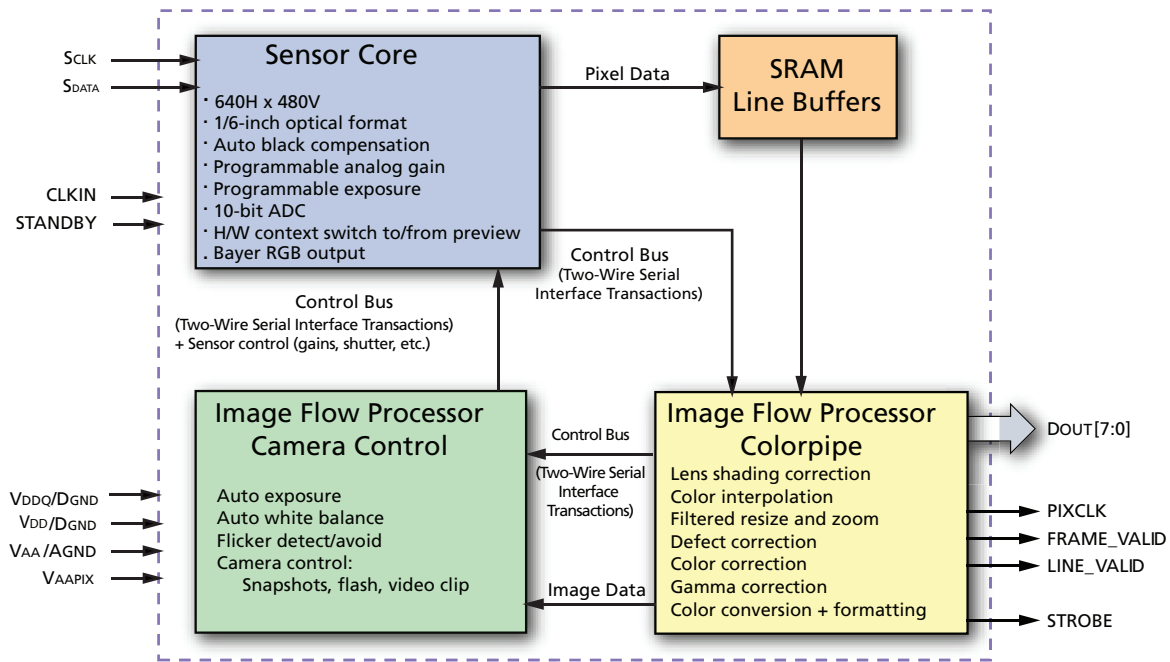 SCLK
SDATA
CLKIN
STANDBY
Sensor Core
· 640H x 480V
· 1/6-inch optical format
· Auto black compensation
· Programmable analog gain
· Programmable exposure
· 10-bit ADC
· H/W context switch to/from preview
. Bayer RGB output
Pixel Data
SRAM
Line Buffers
Control Bus
(Two-Wire Serial
Interface Transactions)
Control Bus
(Two-Wire Serial Interface Transactions)
+ Sensor control (gains, shutter, etc.)
Image Flow Processor
Camera Control
Auto exposure
Auto white balance
Flicker detect/avoid
Camera control:
Snapshots, flash, video clip
Control Bus
(Two-Wire Serial
Interface
Transactions)
Image Data
Image Flow Processor
Colorpipe
Lens shading correction
Color interpolation
Filtered resize and zoom
Defect correction
Color correction
Gamma correction
Color conversion + formatting
VDDQ/DGND
VDD/DGND
VAA/AGND
VAAPIX
DOUT[7:0]
PIXCLK
FRAME_VALID
LINE_VALID
STROBE